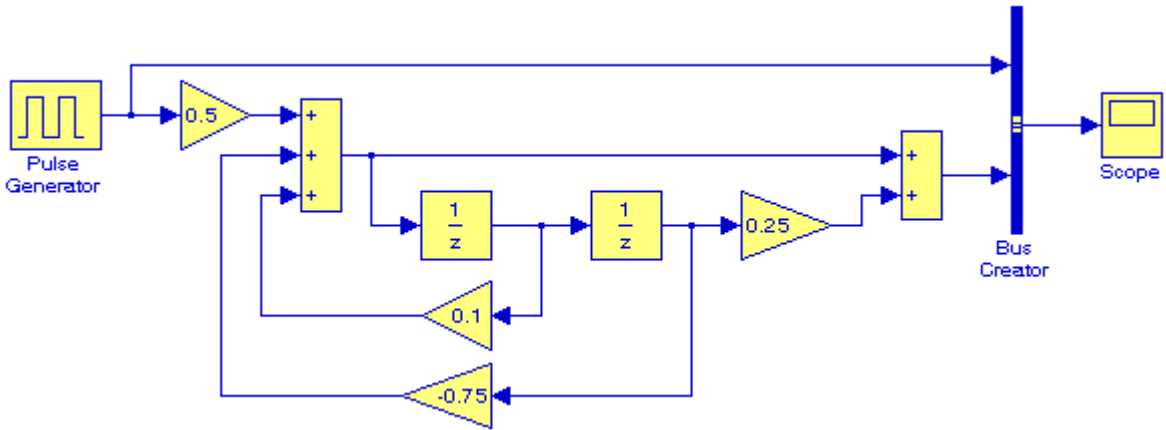 Pulse
Generator
0.5
+
+
+
1
z
1
z
0.25
0.1
-0.75
+
+
Bus
Creator
Scope